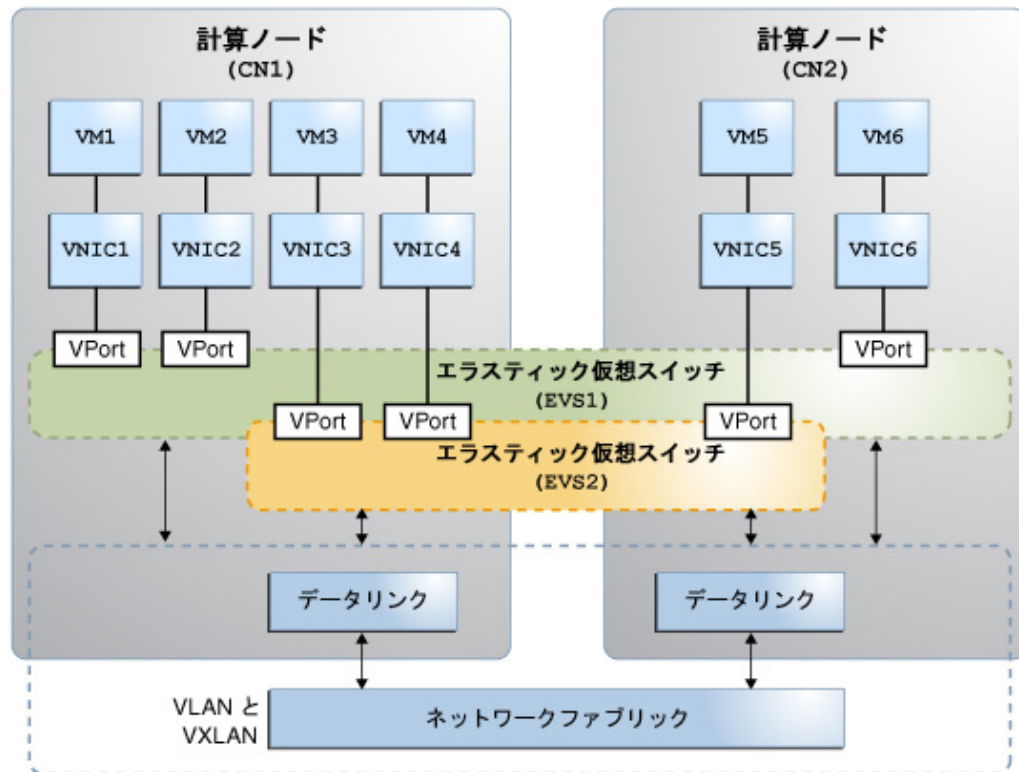 計算ノード
(CN1)
計算ノード
(CN2)
VM1
VM2
VM3
VM4
VM5
VM6
VNIC1
VNIC2
VNIC3
VNIC4
VNIC5
VNIC6
VPort
VPort
VPort
エラスティック仮想スイッチ
(EVS1)
VPort
VPort
VPort
エラスティック仮想スイッチ
(EVS2)
データリンク
データリンク
VLAN と
VXLAN
ネットワークファブリック